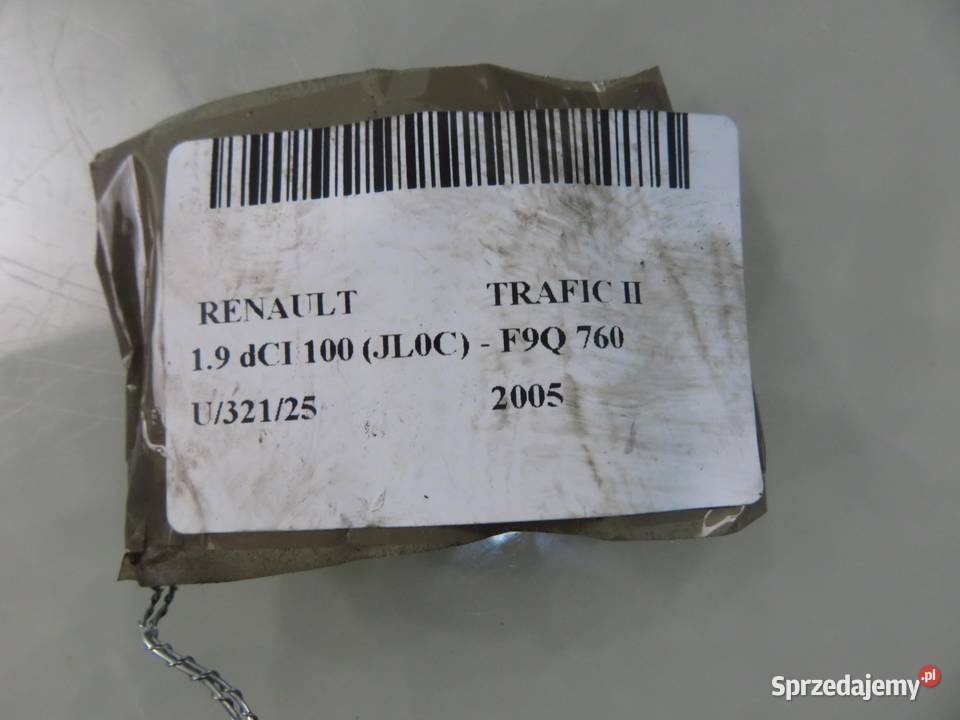 RENAULT TRAFIC II
1.9 dCI 100 (JL0C) - F9Q 760
U/321/25 2005
Sprzedajemy.pl